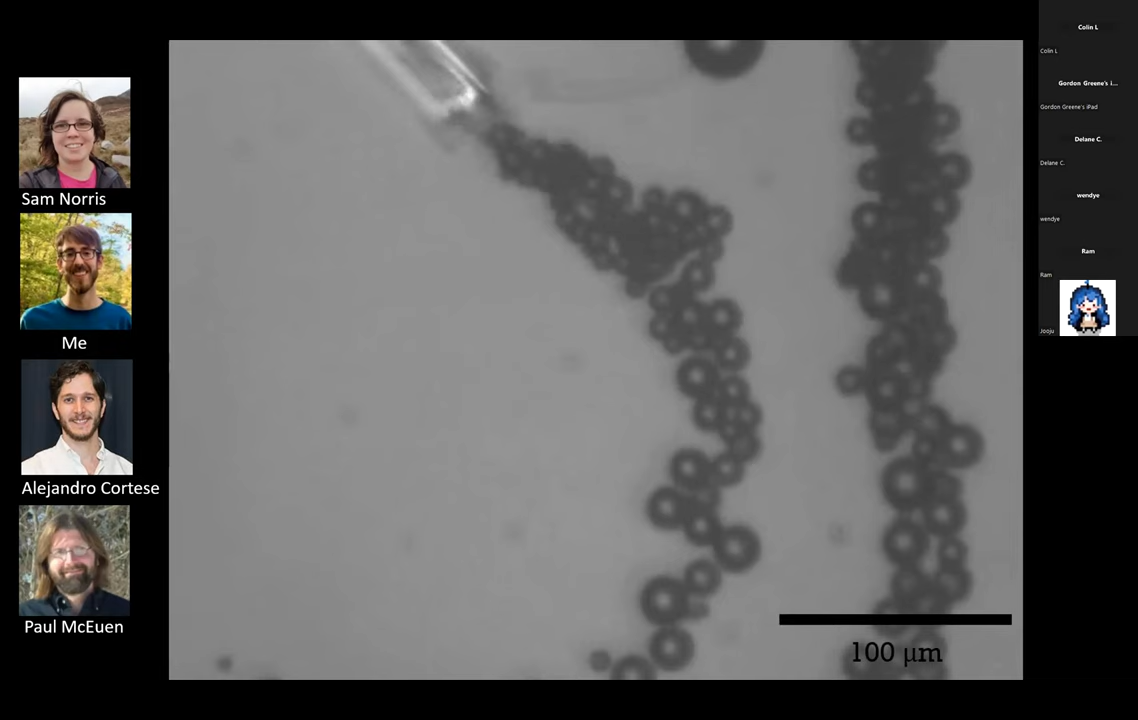 Sam Norris
Me
Alejandro Cortese
Paul McEuen
100 μm
Colin L
Colin L
Gordon Greene's i...
Gordon Greene's iPad
Delane C.
Delane C.
wendye
wendye
Ram
Ram
Jooju